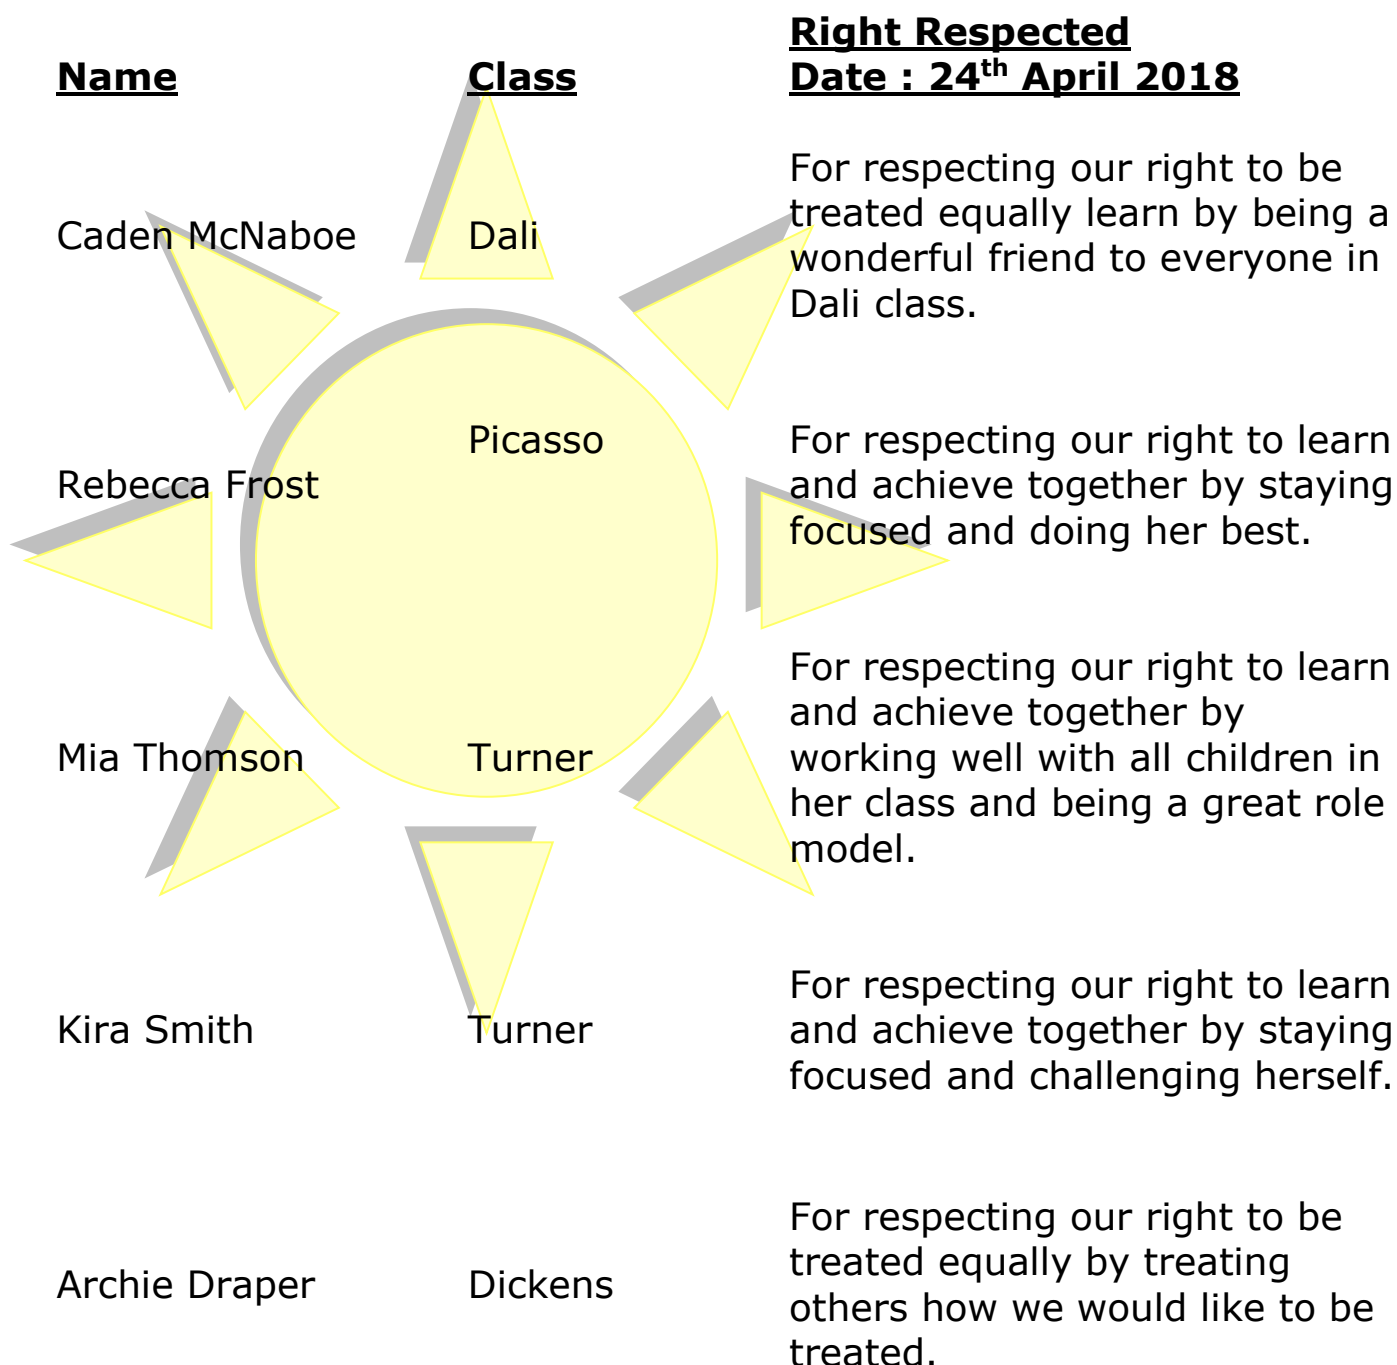 Right Respected
Name Class Date : 24th April 2018
For respecting our right to be
Caden McNaboe Dali treated equally learn by being a
wonderful friend to everyone in
Dali class.
Picasso For respecting our right to learn
Rebecca Frost and achieve together by staying
focused and doing her best.
For respecting our right to learn
and achieve together by
Mia Thomson Turner working well with all children in
her class and being a great role
model.
For respecting our right to learn
Kira Smith Turner and achieve together by staying
focused and challenging herself.
For respecting our right to be
treated equally by treating
Archie Draper Dickens others how we would like to be
treated.